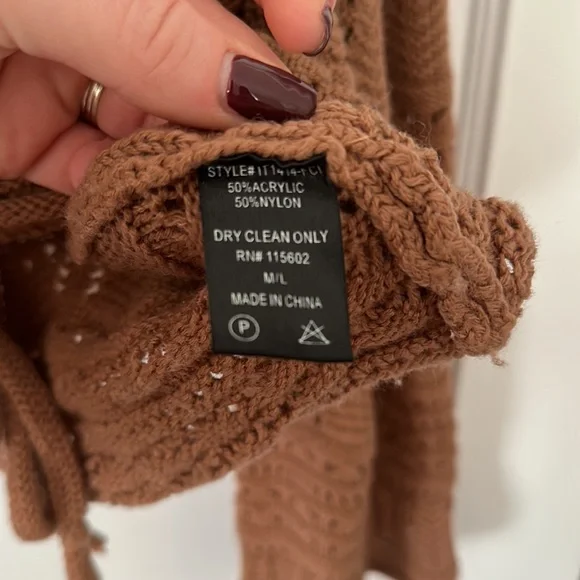 50%ACRYLIC
50%NYLON
DRY CLEAN ONLY
RN# 115602
M/L
MADE IN CHINA
P